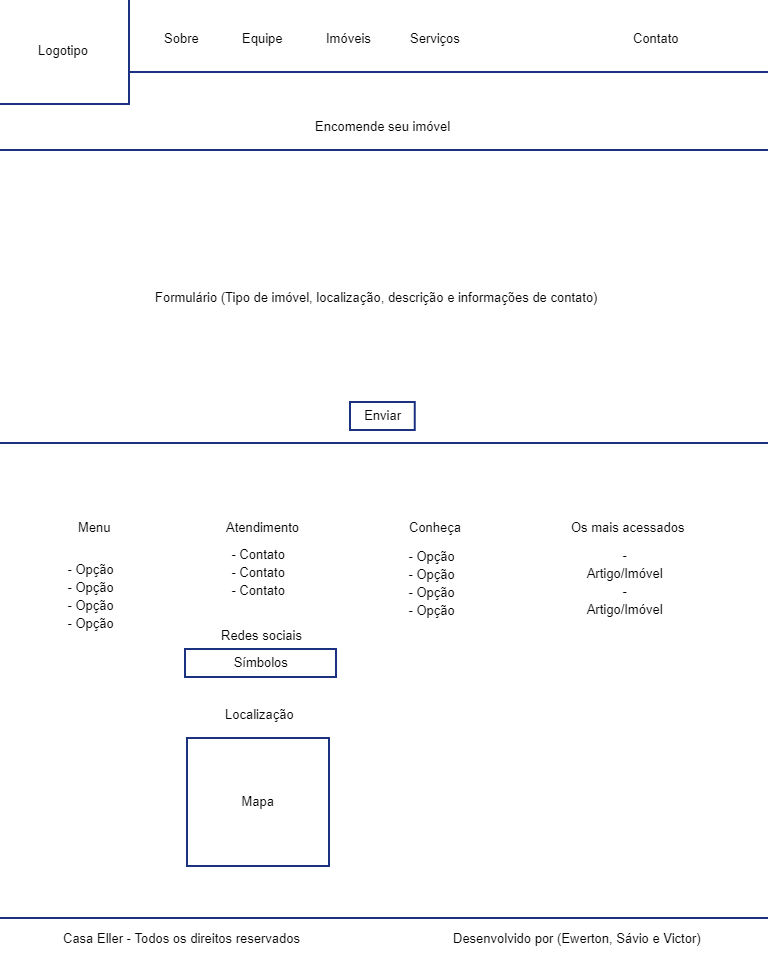 Logotipo
Sobre
Equipe
Imóveis
Serviços
Contato
Encomende seu imóvel
Formulário (Tipo de imóvel, localização, descrição e informações de contato)
Enviar
Menu
- Opção
- Opção
- Opção
- Opção
Atendimento
- Contato
- Contato
- Contato
Redes sociais
Símbolos
Localização
Mapa
Conheça
- Opção
- Opção
- Opção
- Opção
Os mais acessados
-
Artigo/Imóvel
-
Artigo/Imóvel
Casa Eller - Todos os direitos reservados
Desenvolvido por (Ewerton, Sávio e Victor)